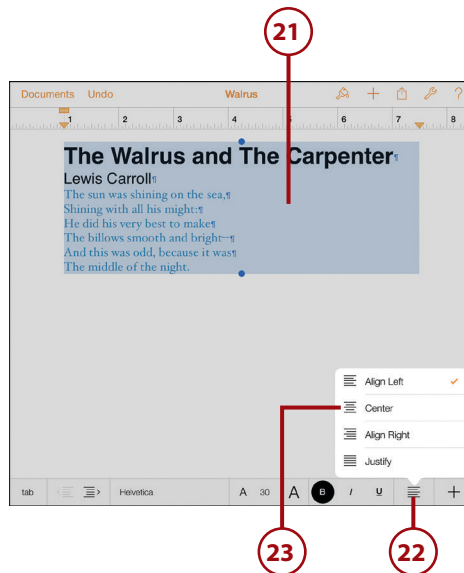 21
Documents Undo Walrus ?
1 2 3 4 6 7 8
The Walrus and The Carpenter¶
Lewis Carroll¶
The sun was shining on the sea,¶
Shining with all his might:¶
He did his very best to make¶
The billows smooth and bright—¶
And this was odd, because it was¶
The middle of the night.
Align Left
Center
Align Right
Justify
tab Helvetica A 30 A B I U
23 22